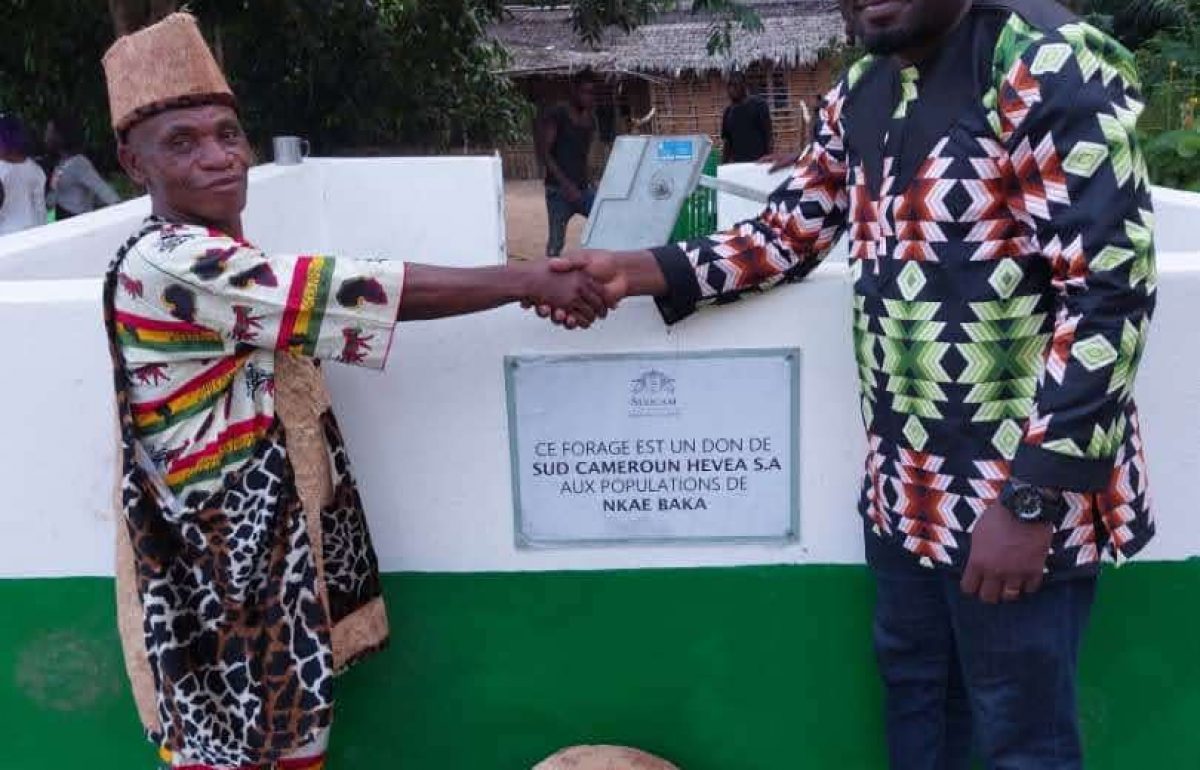 SUDCAM
CE FORAGE EST UN DON DE
SUD CAMEROUN HEVEA S.A
AUX POPULATIONS DE
NKAE BAKA